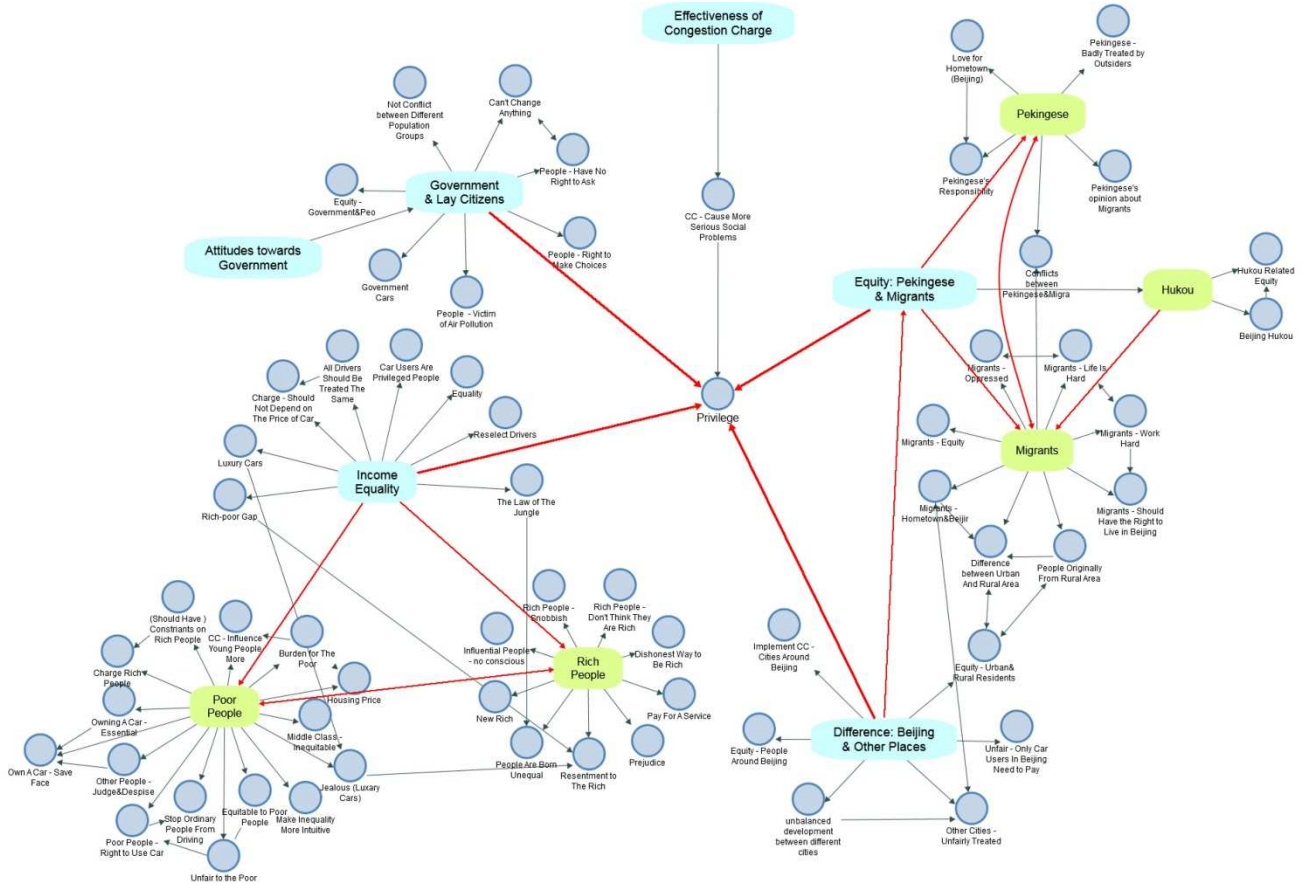 Effectiveness of
Congestion Charge
Love for
Hometown
(Beijing)
Pekingese -
Badly Treated by
Outsiders
Pekingese
Not Conflict
between Different
Population
Groups
Can't Change
Anything
People - Have No
Right to Ask
Government
& Lay Citizens
Equity -
Government&Peo
Attitudes towards
Government
Government
Cars
People - Victim
of Air Pollution
People - Right to
Make Choices
CC - Cause More
Serious Social
Problems
Pekingese's
Responsibility
Pekingese's
opinion about
Migrants
Equity: Pekingese
& Migrants
Conflicts
between
Pekingese&Migra
Hukou
Hukou Related
Equity
Beijing Hukou
All Drivers
Should Be
Treated The
Same
Car Users Are
Privileged People
Charge - Should
Not Depend on
The Price of Car
Equality
Reselect Drivers
Luxury Cars
Income
Equality
Rich-poor Gap
The Law of The
Jungle
Privilege
Migrants -
Oppressed
Migrants - Life Is
Hard
Migrants - Work
Hard
Migrants - Equity
Migrants
Migrants -
Hometown&Beijir
Migrants - Should
Have the Right to
Live in Beijing
Difference
between Urban
And Rural Area
People Originally
From Rural Area
Equity - Urban&
Rural Residents
(Should Have )
Constriants on
Rich People
CC - Influence
Young People
More
Burden for The
Poor
Charge Rich
People
Poor
People
Housing Price
Owning A Car -
Essential
Own A Car - Save
Face
Other People -
Judge&Despise
Middle Class -
Inequitable
Jealous (Luxury
Cars)
Poor People -
Right to Use Car
Stop Ordinary
People From
Driving
Equitable to Poor
People
Make Inequality
More Intuitive
Unfair to the Poor
Rich People -
Snobbish
Rich People -
Don't Think They
Are Rich
Influential People
- no conscious
Dishonest Way to
Be Rich
Rich
People
New Rich
Pay For A Service
People Are Born
Unequal
Resentment to
The Rich
Prejudice
Implement CC -
Cities Around
Beijing
Difference: Beijing
& Other Places
Equity - People
Around Beijing
Unfair - Only Car
Users In Beijing
Need to Pay
unbalanced
development
between different
cities
Other Cities -
Unfairly Treated